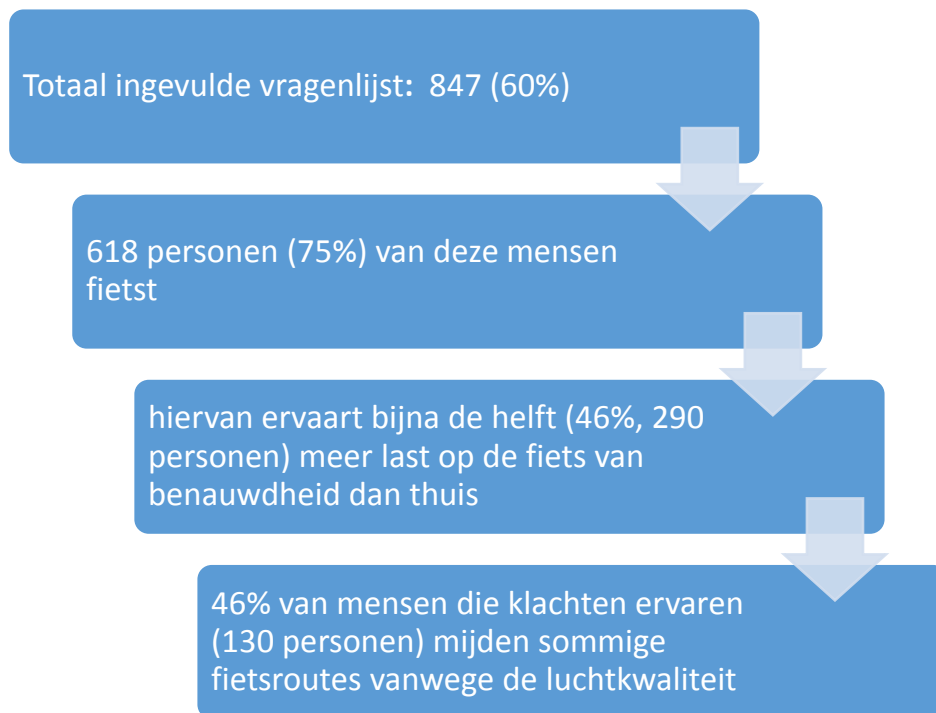 Totaal ingevulde vragenlijst: 847 (60%)
618 personen (75%) van deze mensen
fietst
hiervan ervaart bijna de helft (46%, 290
personen) meer last op de fiets van
benauwdheid dan thuis
46% van mensen die klachten ervaren
(130 personen) mijden sommige
fietsroutes vanwege de luchtkwaliteit